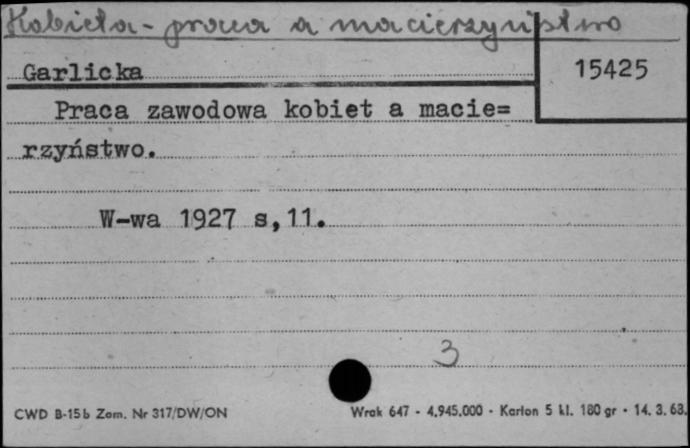 Kobieta - praca a macierzyństwo
Garlicka
15425
Praca zawodowa kobiet a macie=
rzyństwo.
W-wa 1927 s,11.
3
CWD B-15b Zam. Nr 317/DW/ON
Wrak 647 - 4.945.000 - Karton 5 kl. 180 gr - 14. 3. 63.